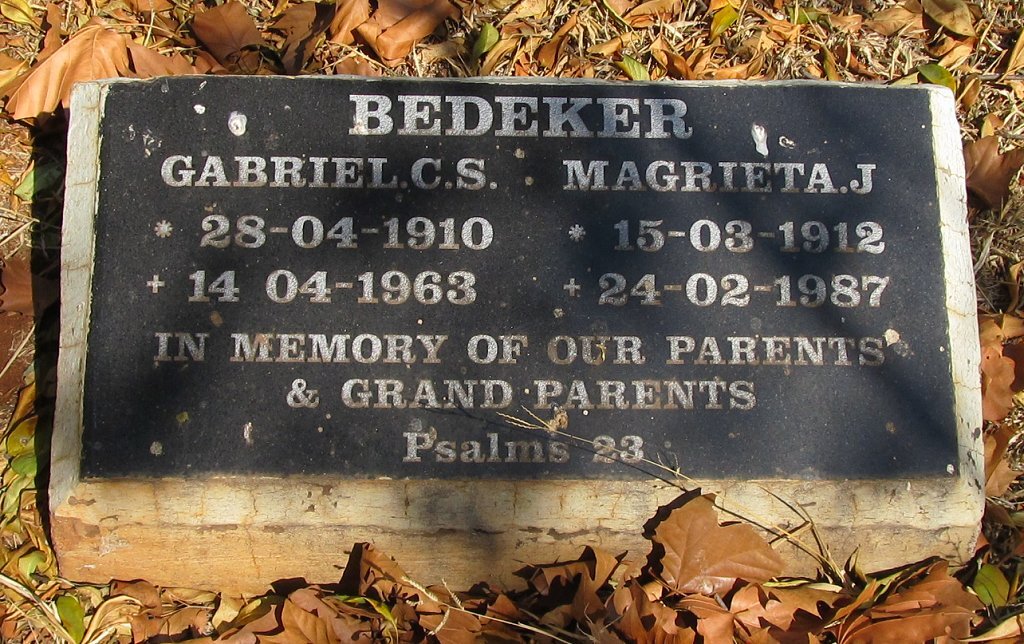 BEDEKER
GABRIEL.C.S. MAGRIETA.J
* 28-04-1910 * 15-03-1912
+ 14 04-1963 + 24-02-1987
IN MEMORY OF OUR PARENTS
& GRAND PARENTS
Psalms 23